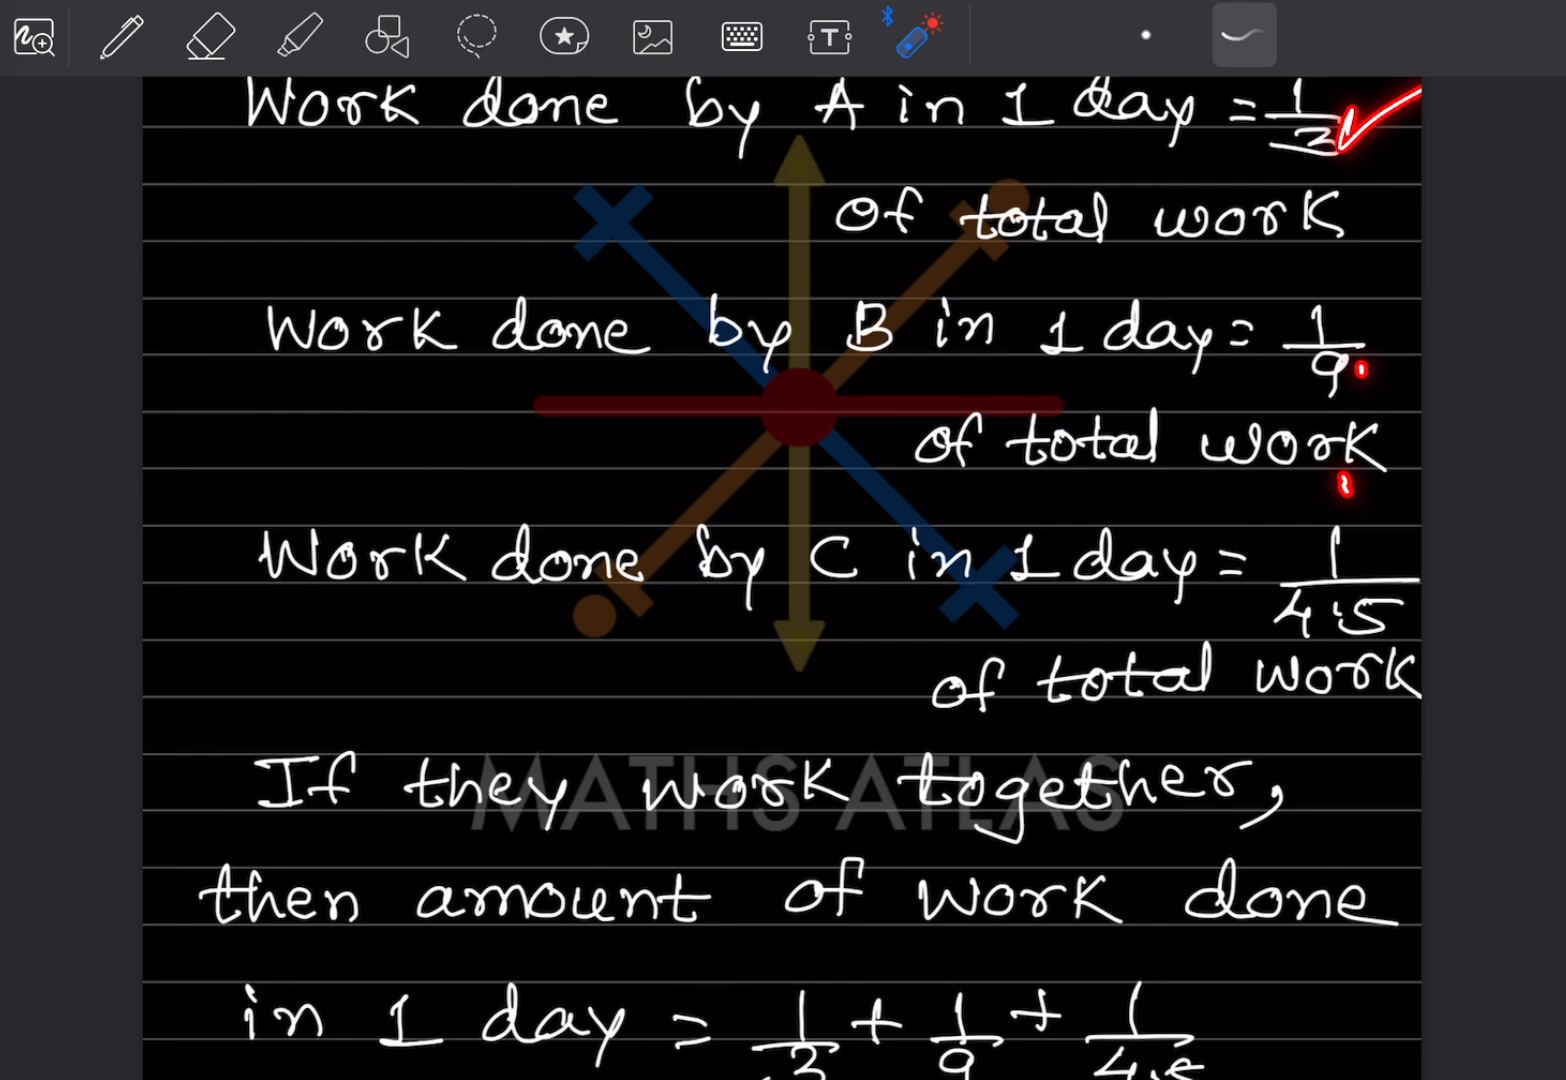 Work done by A in 1 day = 1/3
of total work
Work done by B in 1 day = 1/9
of total work
Work done by C in 1 day = 1/4.5
of total work
If they work together,
MATHS ATLAS
then amount of work done
in 1 day = 1/3 + 1/9 + 1/4.5